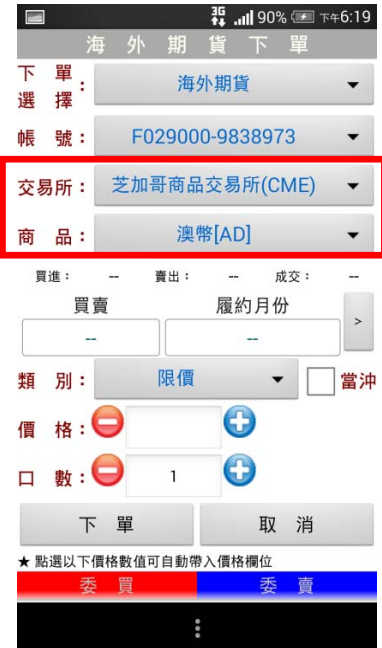 3G 90% 下午6:19
海外期貨下單
下單選擇： 海外期貨
帳號： F029000-9838973
交易所： 芝加哥商品交易所(CME)
商品： 澳幣[AD]
買進： -- 賣出： -- 成交： --
買賣 履約月份 >
-- --
類別： 限價 當沖
價格：
口數： 1
下單 取消
★ 點選以下價格數值可自動帶入價格欄位
委買 委賣